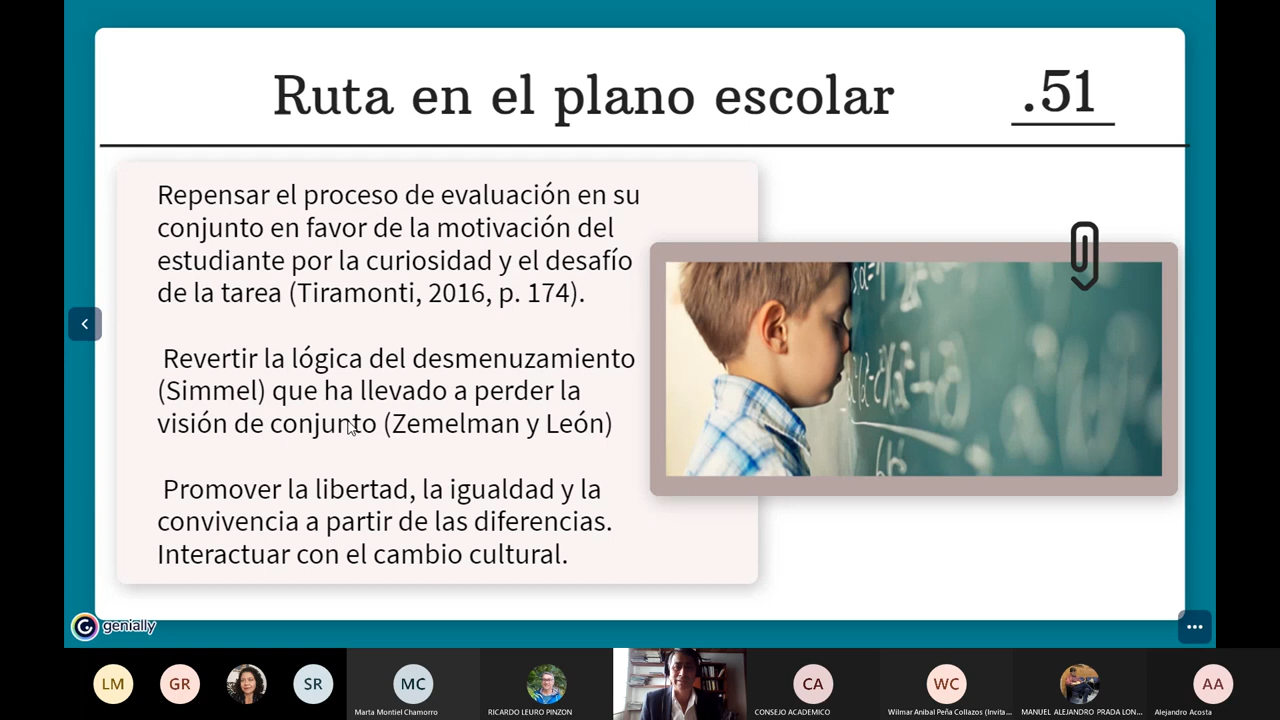 Ruta en el plano escolar
.51
Repensar el proceso de evaluación en su
conjunto en favor de la motivación del
estudiante por la curiosidad y el desafío
de la tarea (Tiramonti, 2016, p. 174).
Revertir la lógica del desmenuzamiento
(Simmel) que ha llevado a perder la
visión de conjunto (Zemelman y León)
Promover la libertad, la igualdad y la
convivencia a partir de las diferencias.
Interactuar con el cambio cultural.
genially
LM
GR
SR
MC
CA
WC
AA
Marta Montiel Chamorro
RICARDO LEURO PINZON
CONSEJO ACADEMICO
Wilmar Anibal Peña Collazos (Invita...
MANUEL ALEJANDRO PRADA LON...
Alejandro Acosta